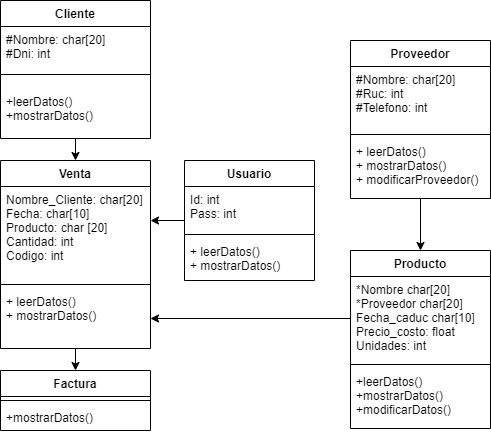 Cliente
#Nombre: char[20]
#Dni: int
+leerDatos()
+mostrarDatos()
Proveedor
#Nombre: char[20]
#Ruc: int
#Telefono: int
+ leerDatos()
+ mostrarDatos()
+ modificarProveedor()
Venta
Nombre_Cliente: char[20]
Fecha: char[10]
Producto: char [20]
Cantidad: int
Codigo: int
+ leerDatos()
+ mostrarDatos()
Usuario
Id: int
Pass: int
+ leerDatos()
+ mostrarDatos()
Producto
*Nombre char[20]
*Proveedor char[20]
Fecha_caduc char[10]
Precio_costo: float
Unidades: int
+leerDatos()
+mostrarDatos()
+modificarDatos()
Factura
+mostrarDatos()